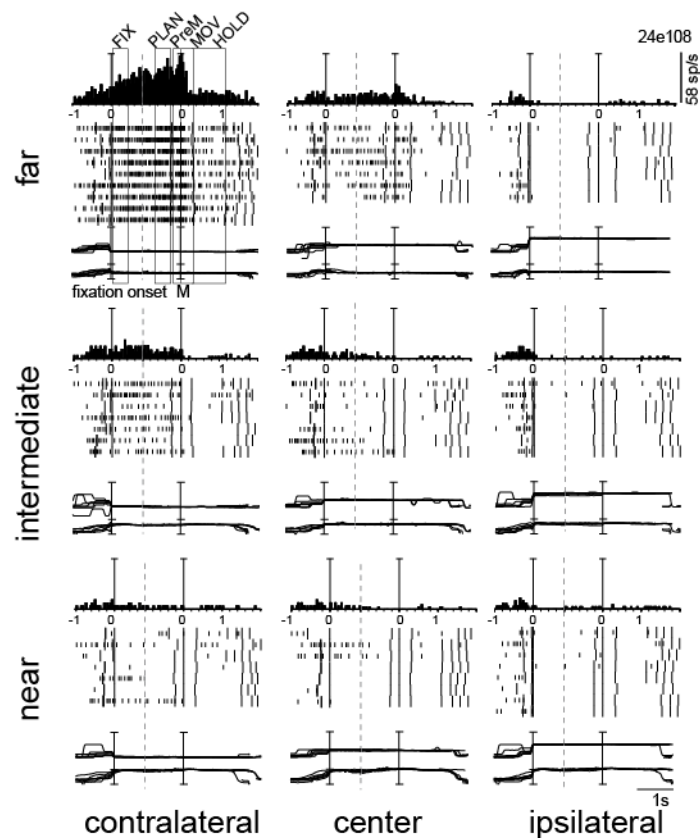 FIX PLAN PreM MOV HOLD
24e108
58 sp/s
far
-1 0 0 1
-1 0 0 1
-1 0 0 1
fixation onset M
intermediate
-1 0 0 1
-1 0 0 1
-1 0 0 1
near
-1 0 0 1
-1 0 0 1
-1 0 0 1
1s
contralateral center ipsilateral